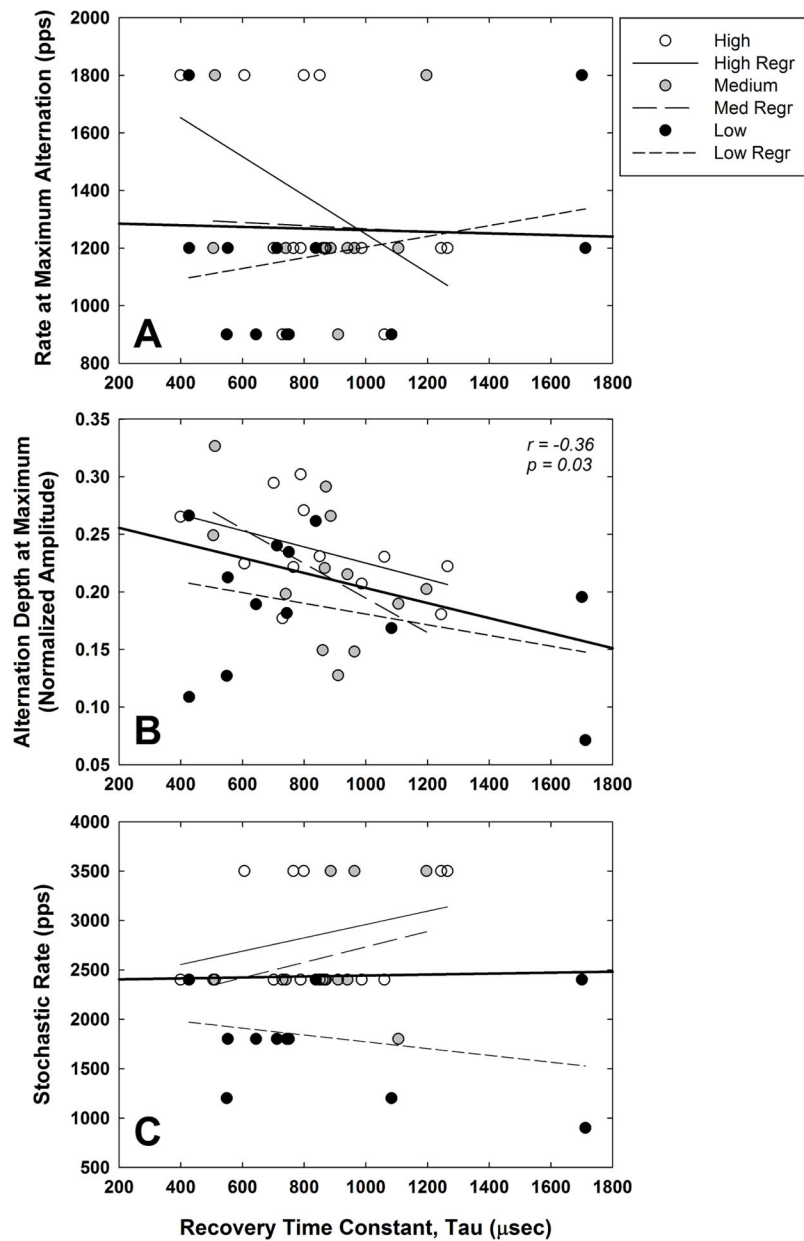 Rate at Maximum Alternation (pps)
2000
1800
1600
1400
1200
1000
800
A
200 400 600 800 1000 1200 1400 1600 1800
High
High Regr
Medium
Med Regr
Low
Low Regr
Alternation Depth at Maximum
(Normalized Amplitude)
0.35
0.30
0.25
0.20
0.15
0.10
0.05
r = -0.36
p = 0.03
B
200 400 600 800 1000 1200 1400 1600 1800
Stochastic Rate (pps)
4000
3500
3000
2500
2000
1500
1000
500
C
200 400 600 800 1000 1200 1400 1600 1800
Recovery Time Constant, Tau (μsec)